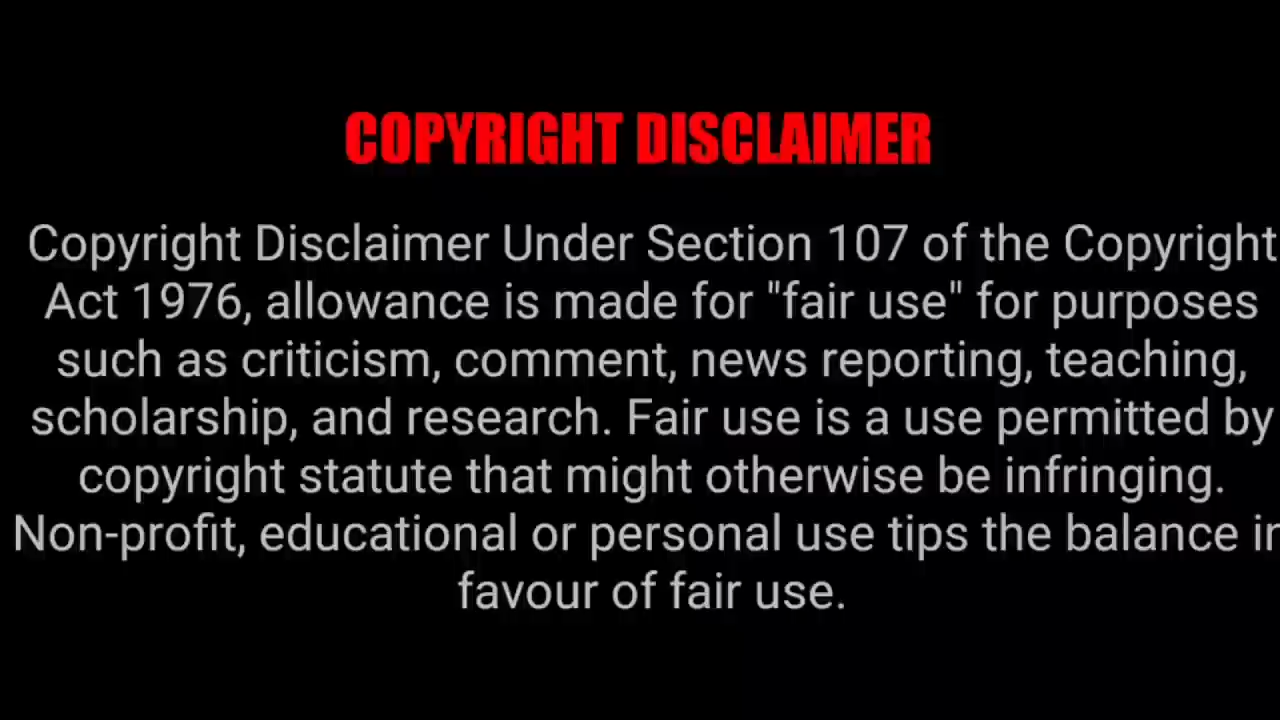 COPYRIGHT DISCLAIMER
Copyright Disclaimer Under Section 107 of the Copyright
Act 1976, allowance is made for "fair use" for purposes
such as criticism, comment, news reporting, teaching,
scholarship, and research. Fair use is a use permitted by
copyright statute that might otherwise be infringing.
Non-profit, educational or personal use tips the balance in
favour of fair use.